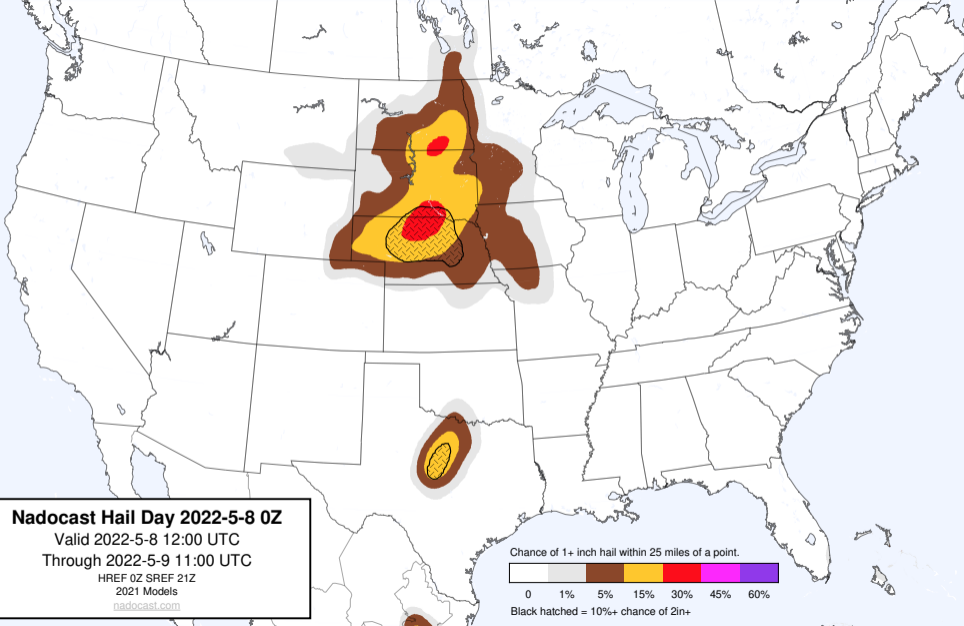 Nadocast Hail Day 2022-5-8 0Z
Valid 2022-5-8 12:00 UTC
Through 2022-5-9 11:00 UTC
HREF 0Z SREF 21Z
2021 Models
nadocast.com
Chance of 1+ inch hail within 25 miles of a point.
0 1% 5% 15% 30% 45% 60%
Black hatched = 10%+ chance of 2in+